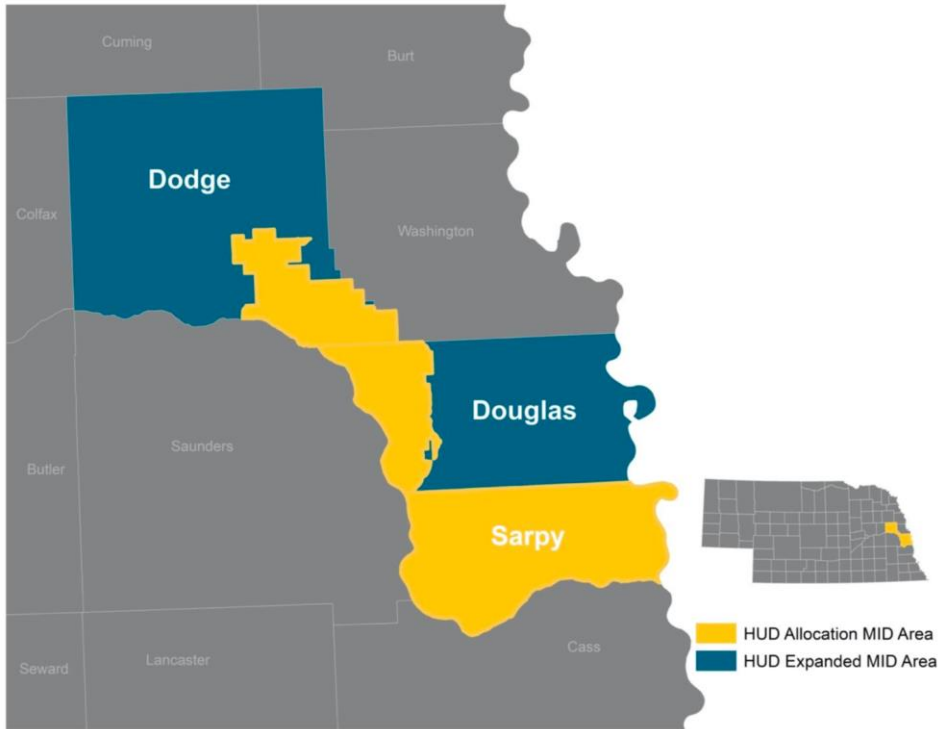 Cuming
Burt
Dodge
Colfax
Washington
Douglas
Saunders
Butler
Sarpy
HUD Allocation MID Area
Cass
Lancaster
HUD Expanded MID Area
Seward